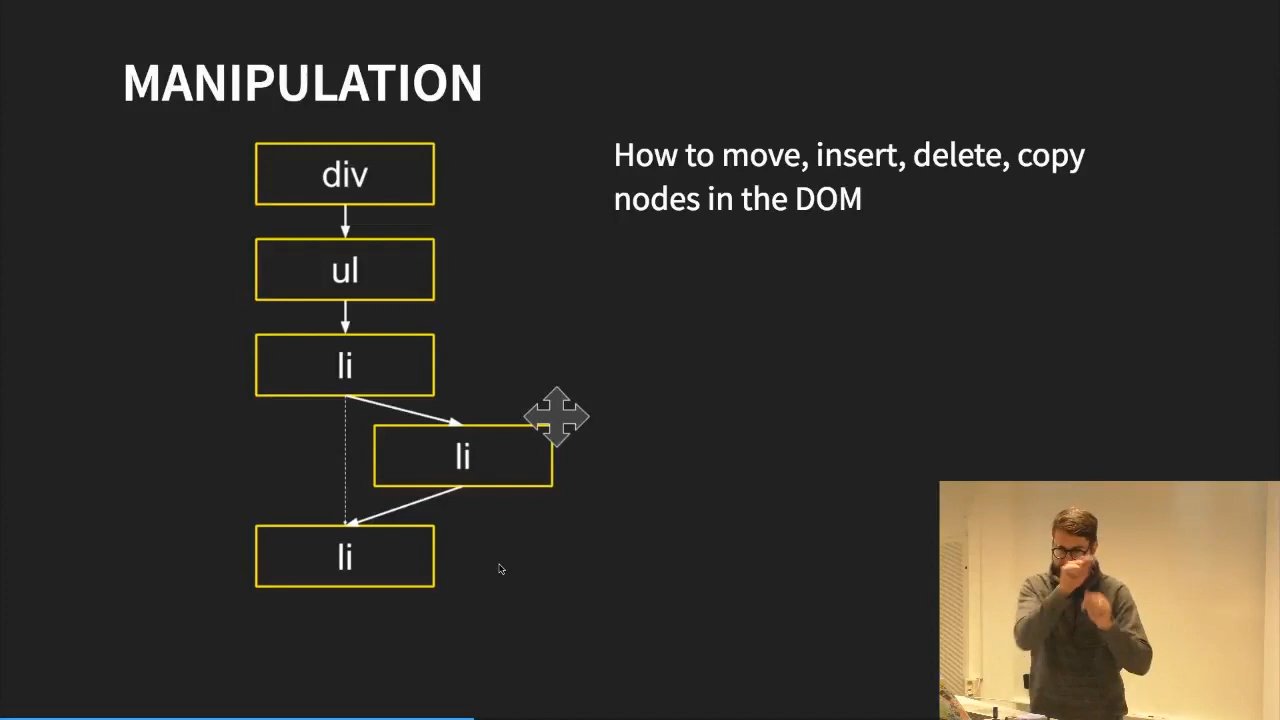 MANIPULATION
div
ul
li
li
li
How to move, insert, delete, copy
nodes in the DOM